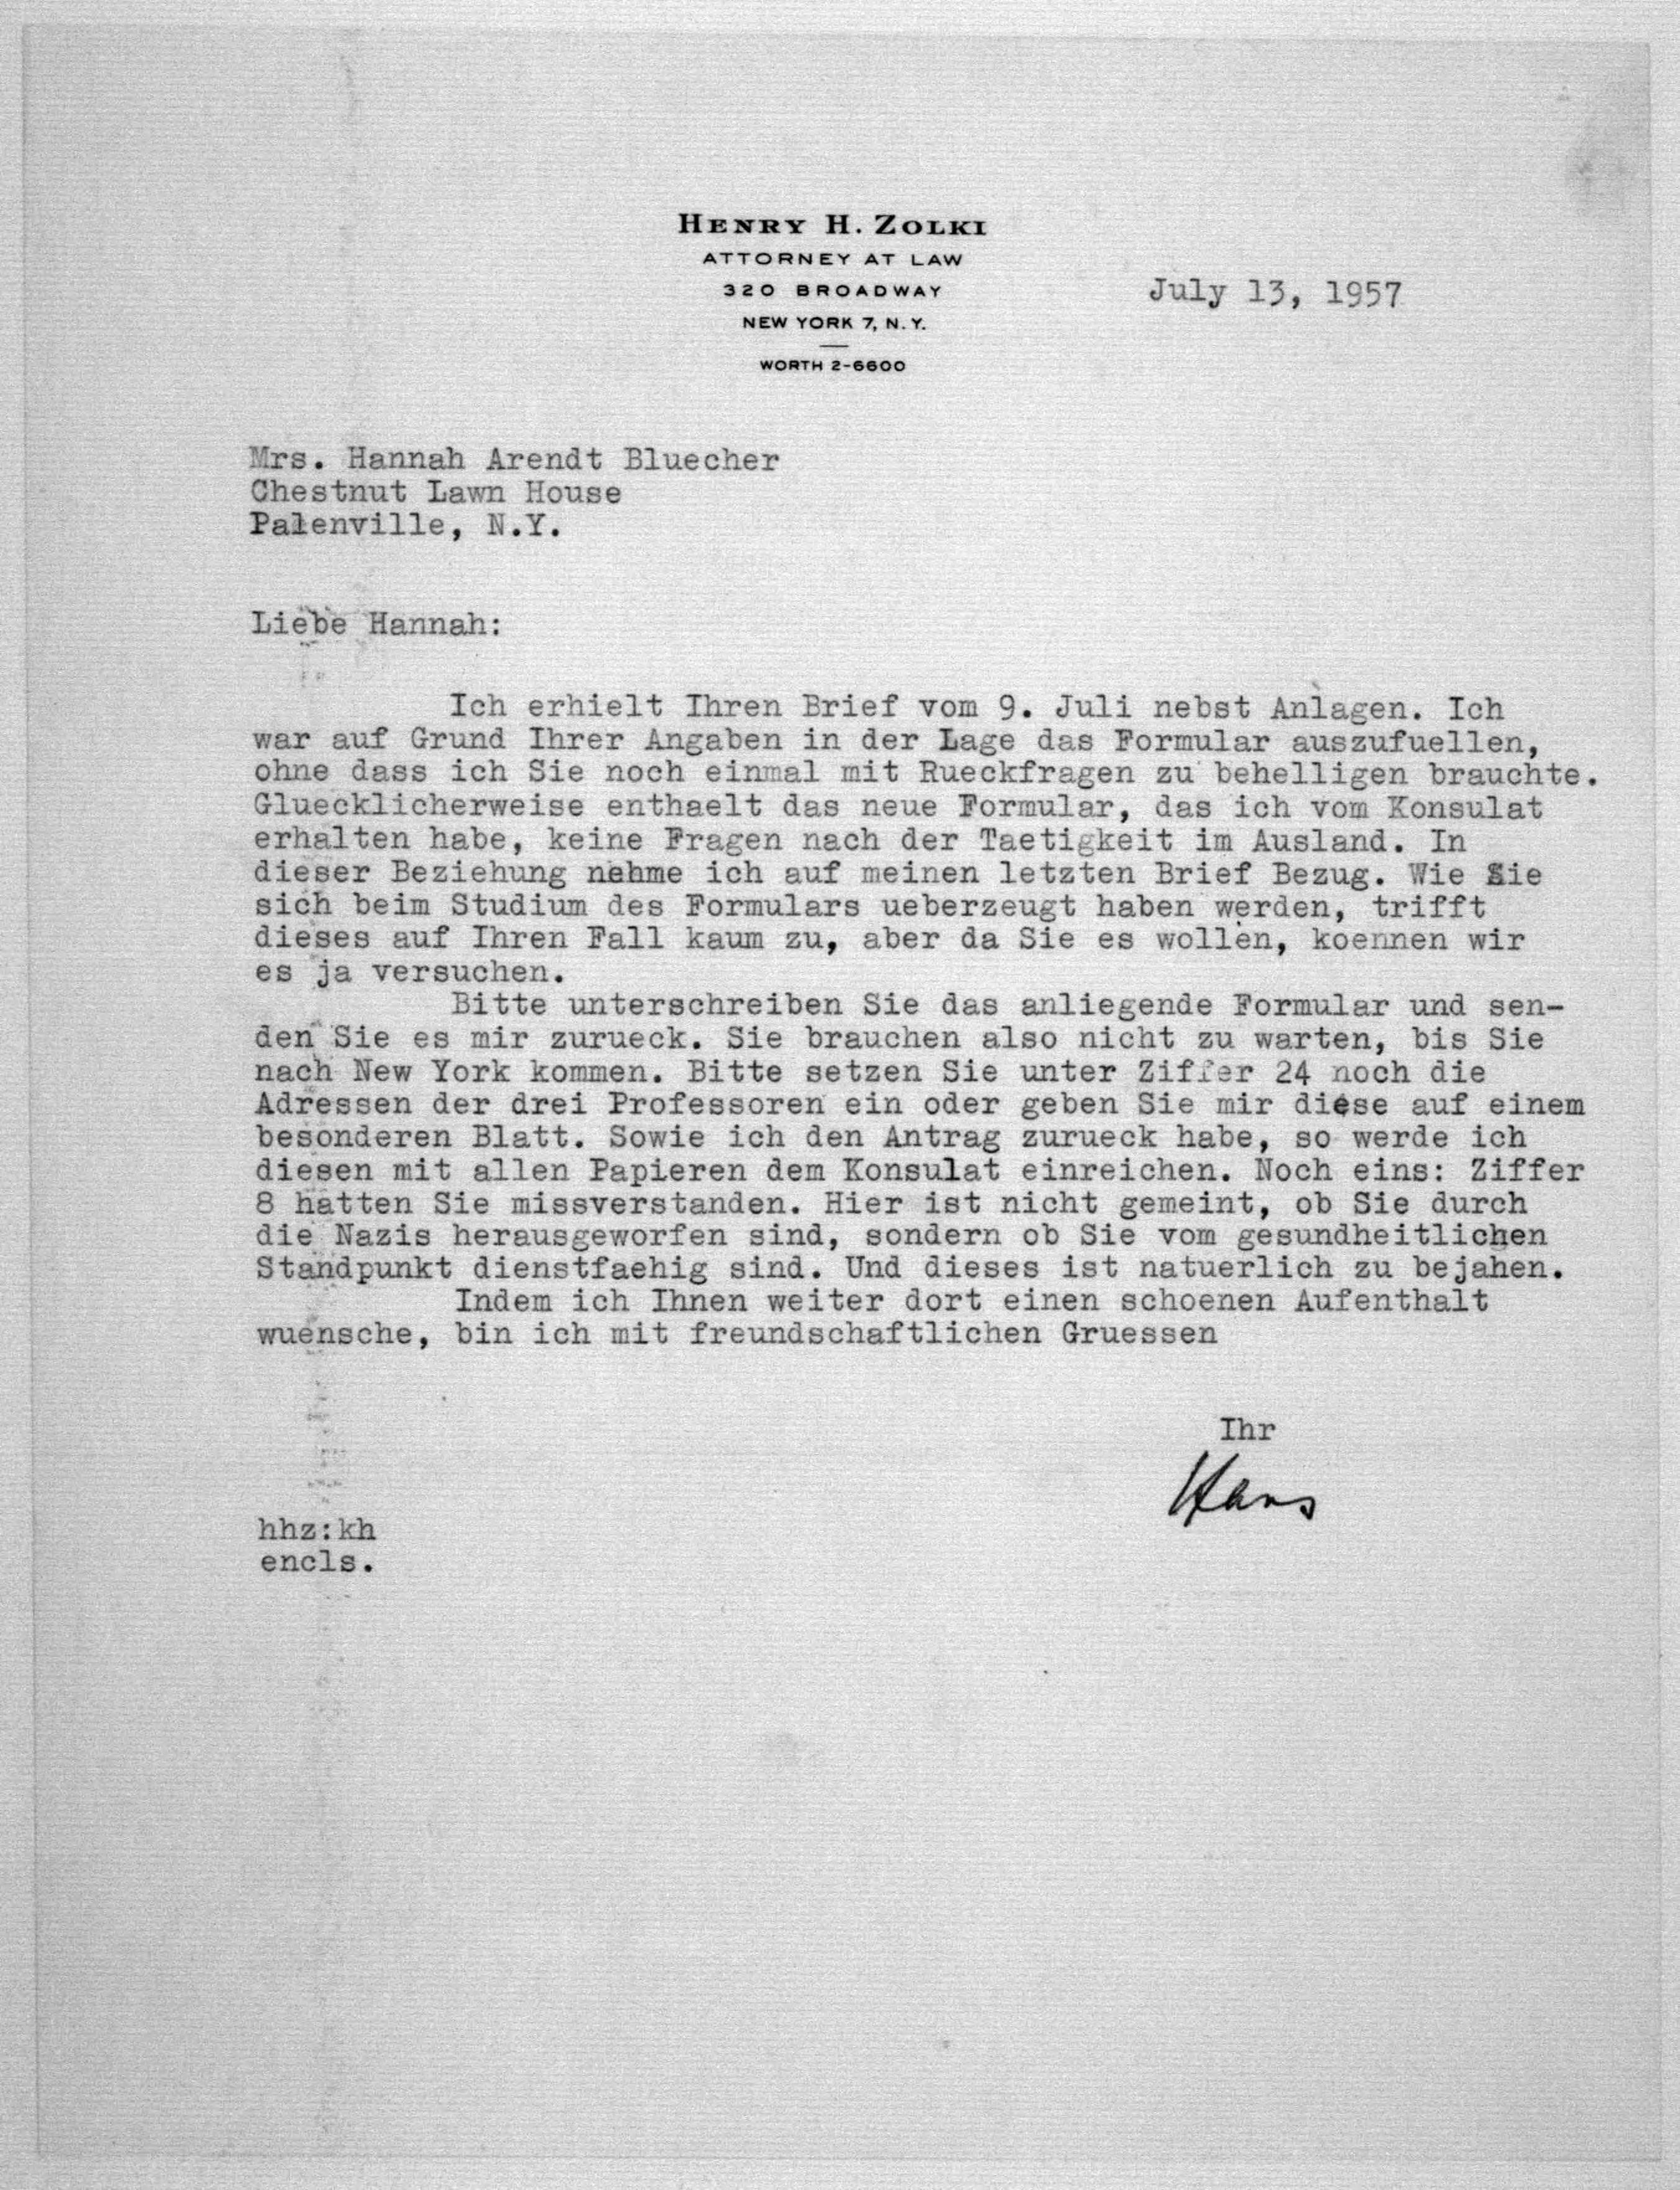 HENRY H. ZOLKI
ATTORNEY AT LAW
320 BROADWAY
NEW YORK 7, N.Y.
WORTH 2-6600
July 13, 1957
Mrs. Hannah Arendt Bluecher
Chestnut Lawn House
Palenville, N.Y.
Liebe Hannah:
Ich erhielt Ihren Brief vom 9. Juli nebst Anlagen. Ich
war auf Grund Ihrer Angaben in der Lage das Formular auszufuellen,
ohne dass ich Sie noch einmal mit Rueckfragen zu behelligen brauchte.
Gluecklicherweise enthaelt das neue Formular, das ich vom Konsulat
erhalten habe, keine Fragen nach der Taetigkeit im Ausland. In
dieser Beziehung nehme ich auf meinen letzten Brief Bezug. Wie Sie
sich beim Studium des Formulars ueberzeugt haben werden, trifft
dieses auf Ihren Fall kaum zu, aber da Sie es wollen, koennen wir
es ja versuchen.
Bitte unterschreiben Sie das anliegende Formular und sen-
den Sie es mir zurueck. Sie brauchen also nicht zu warten, bis Sie
nach New York kommen. Bitte setzen Sie unter Ziffer 24 noch die
Adressen der drei Professoren ein oder geben Sie mir diese auf einem
besonderen Blatt. Sowie ich den Antrag zurueck habe, so werde ich
diesen mit allen Papieren dem Konsulat einreichen. Noch eins: Ziffer
8 hatten Sie missverstanden. Hier ist nicht gemeint, ob Sie durch
die Nazis herausgeworfen sind, sondern ob Sie vom gesundheitlichen
Standpunkt dienstfaehig sind. Und dieses ist natuerlich zu bejahen.
Indem ich Ihnen weiter dort einen schoenen Aufenthalt
wuensche, bin ich mit freundschaftlichen Gruessen
Ihr
Hans
hhz:kh
encls.